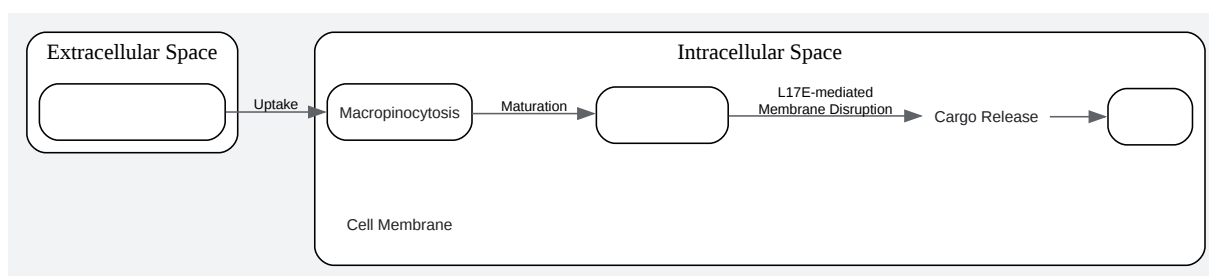 Extracellular Space
Intracellular Space
Uptake
Macropinocytosis
Maturation
L17E-mediated
Membrane Disruption
Cargo Release
Cell Membrane